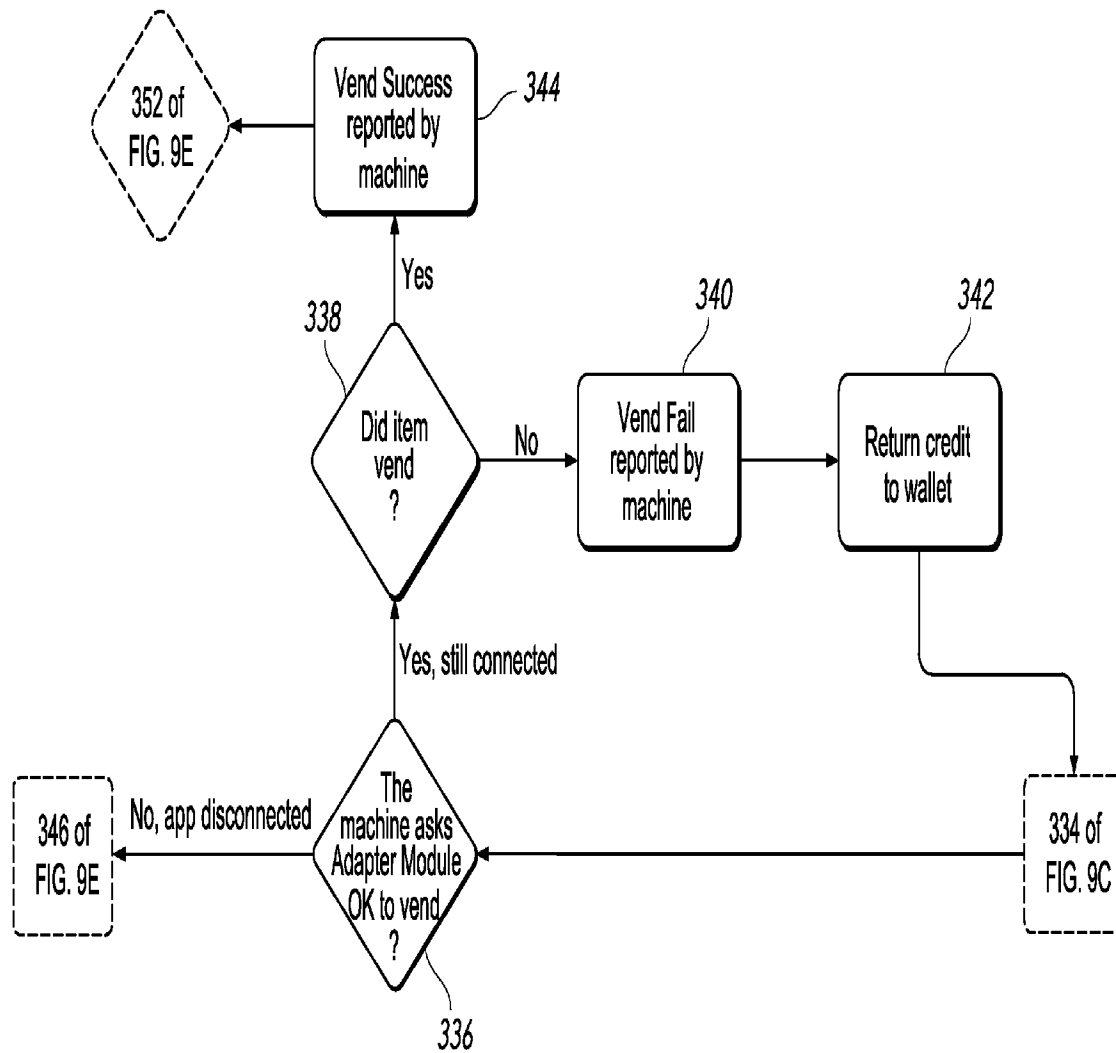 352 of
FIG. 9E
Vend Success
reported by
machine
344
Yes
338
Did item
vend
?
No
340
Vend Fail
reported by
machine
342
Return credit
to wallet
Yes, still connected
346 of
FIG. 9E
No, app disconnected
The
machine asks
Adapter Module
OK to vend
?
336
334 of
FIG. 9C